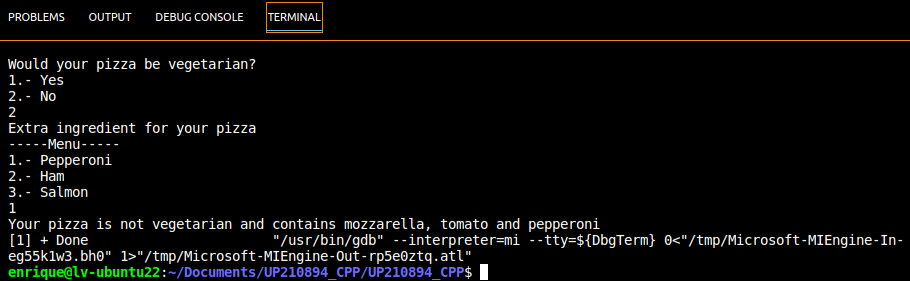 PROBLEMS OUTPUT DEBUG CONSOLE TERMINAL
Would your pizza be vegetarian?
1.- Yes
2.- No
2
Extra ingredient for your pizza
-----Menu-----
1.- Pepperoni
2.- Ham
3.- Salmon
1
Your pizza is not vegetarian and contains mozzarella, tomato and pepperoni
[1] + Done                       "/usr/bin/gdb" --interpreter=mi --tty=${DbgTerm} 0<"/tmp/Microsoft-MIEngine-In-
eg55k1w3.bh0" 1>"/tmp/Microsoft-MIEngine-Out-rp5e0ztq.atl"
enrique@lv-ubuntu22:~/Documents/UP210894_CPP/UP210894_CPP$